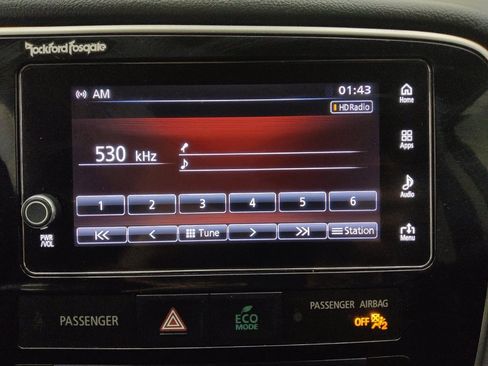 Rockford Fosgate
AM
01:43
HD Radio
Home
530 kHz
Apps
1 2 3 4 5 6
Audio
Tune
Station
Menu
PWR
/VOL
PASSENGER
ECO
MODE
PASSENGER AIRBAG
OFF
2